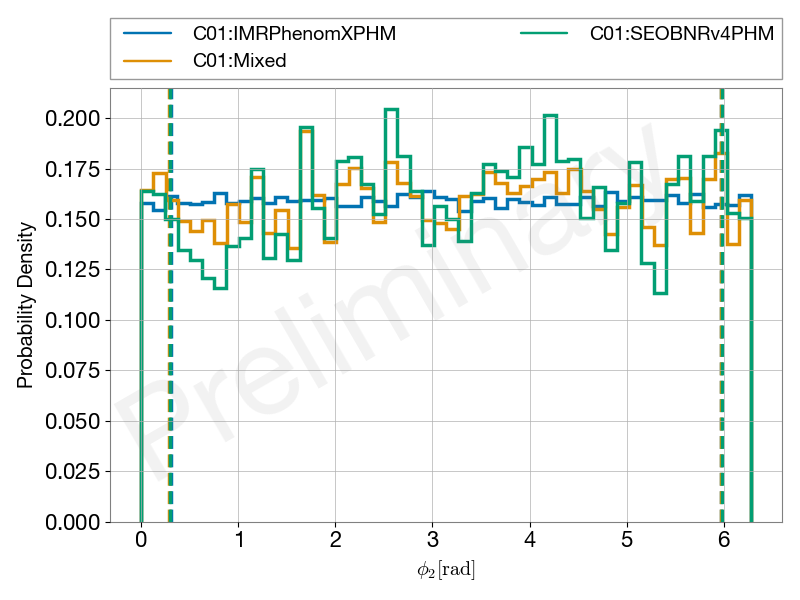 C01:IMRPhenomXPHM
C01:Mixed
C01:SEOBNRv4PHM
0.200
0.175
0.150
0.125
0.100
0.075
0.050
0.025
0.000
Probability Density
Preliminary
0 1 2 3 4 5 6
ϕ₂[rad]